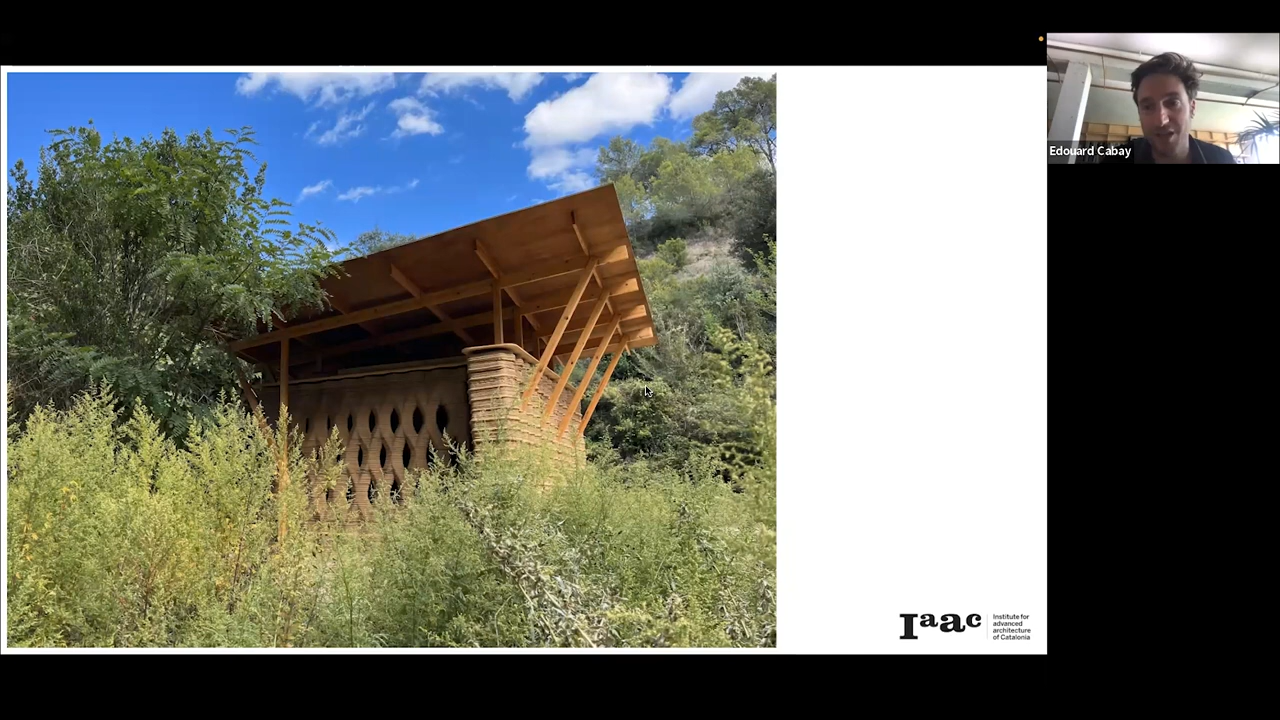 Edouard Cabay
Iaac
Institute for
advanced
architecture
of Catalonia